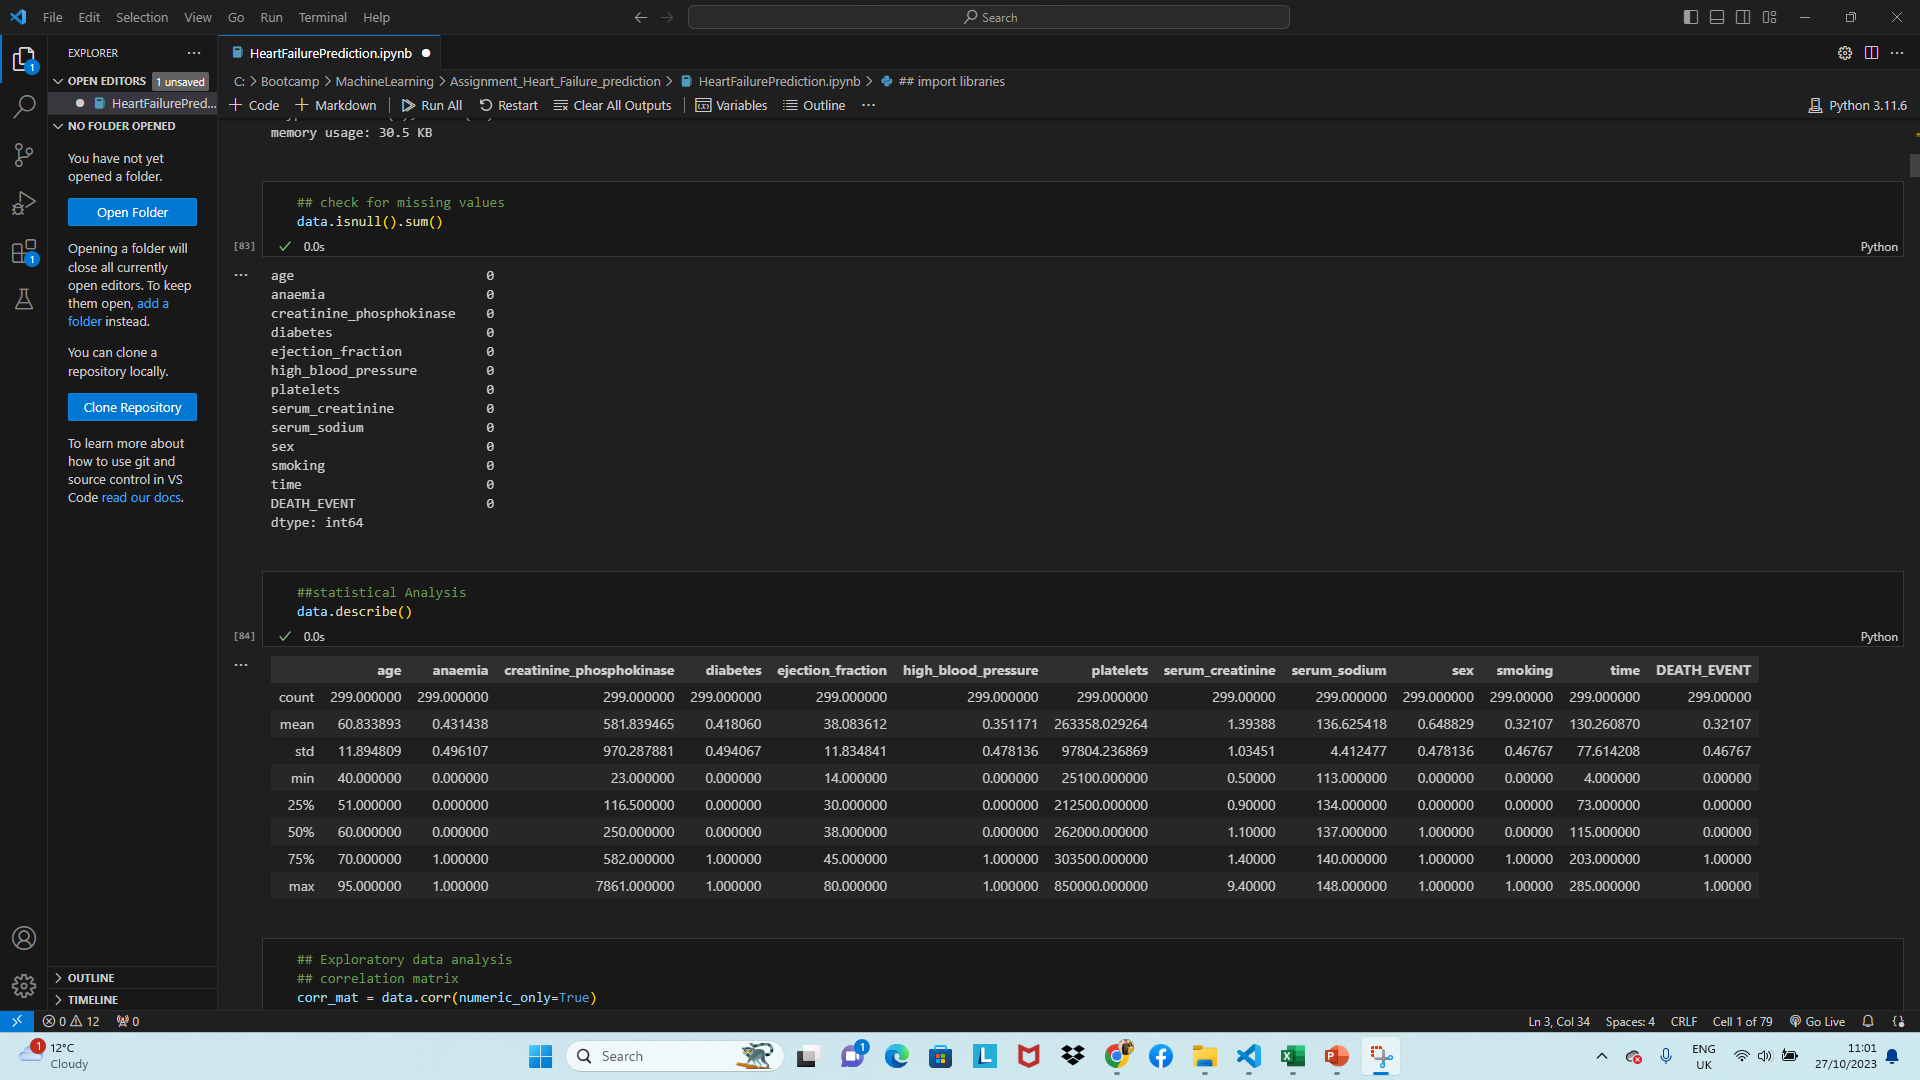 File Edit Selection View Go Run Terminal Help
Search
EXPLORER
HeartFailurePrediction.ipynb
OPEN EDITORS 1 unsaved
C: > Bootcamp > MachineLearning > Assignment_Heart_Failure_prediction > HeartFailurePrediction.ipynb > ## import libraries
HeartFailurePred...
+ Code + Markdown Run All Restart Clear All Outputs Variables Outline ...
Python 3.11.6
NO FOLDER OPENED
You have not yet
opened a folder.
Open Folder
Opening a folder will
close all currently
open editors. To keep
them open, add a
folder instead.
You can clone a
repository locally.
Clone Repository
To learn more about
how to use git and
source control in VS
Code read our docs.
OUTLINE
TIMELINE
1
1
memory usage: 30.5 KB
## check for missing values
data.isnull().sum()
[83] 0.0s
Python
age 0
anaemia 0
creatinine_phosphokinase 0
diabetes 0
ejection_fraction 0
high_blood_pressure 0
platelets 0
serum_creatinine 0
serum_sodium 0
sex 0
smoking 0
time 0
DEATH_EVENT 0
dtype: int64
##statistical Analysis
data.describe()
[84] 0.0s
Python
age anaemia creatinine_phosphokinase diabetes ejection_fraction high_blood_pressure platelets serum_creatinine serum_sodium sex smoking time DEATH_EVENT
count 299.000000 299.000000 299.000000 299.000000 299.000000 299.000000 299.000000 299.00000 299.000000 299.000000 299.00000 299.000000 299.00000
mean 60.833893 0.431438 581.839465 0.418060 38.083612 0.351171 263358.029264 1.39388 136.625418 0.648829 0.32107 130.260870 0.32107
std 11.894809 0.496107 970.287881 0.494067 11.834841 0.478136 97804.236869 1.03451 4.412477 0.478136 0.46767 77.614208 0.46767
min 40.000000 0.000000 23.000000 0.000000 14.000000 0.000000 25100.000000 0.50000 113.000000 0.000000 0.00000 4.000000 0.00000
25% 51.000000 0.000000 116.500000 0.000000 30.000000 0.000000 212500.000000 0.90000 134.000000 0.000000 0.00000 73.000000 0.00000
50% 60.000000 0.000000 250.000000 0.000000 38.000000 0.000000 262000.000000 1.10000 137.000000 1.000000 0.00000 115.000000 0.00000
75% 70.000000 1.000000 582.000000 1.000000 45.000000 1.000000 303500.000000 1.40000 140.000000 1.000000 1.00000 203.000000 1.00000
max 95.000000 1.000000 7861.000000 1.000000 80.000000 1.000000 850000.000000 9.40000 148.000000 1.000000 1.00000 285.000000 1.00000
## Exploratory data analysis
## correlation matrix
corr_mat = data.corr(numeric_only=True)
0 12 0
Ln 3, Col 34 Spaces: 4 CRLF Cell 1 of 79 Go Live
1
12°C
Cloudy
Search
1
L
ENG
UK
11:01
27/10/2023